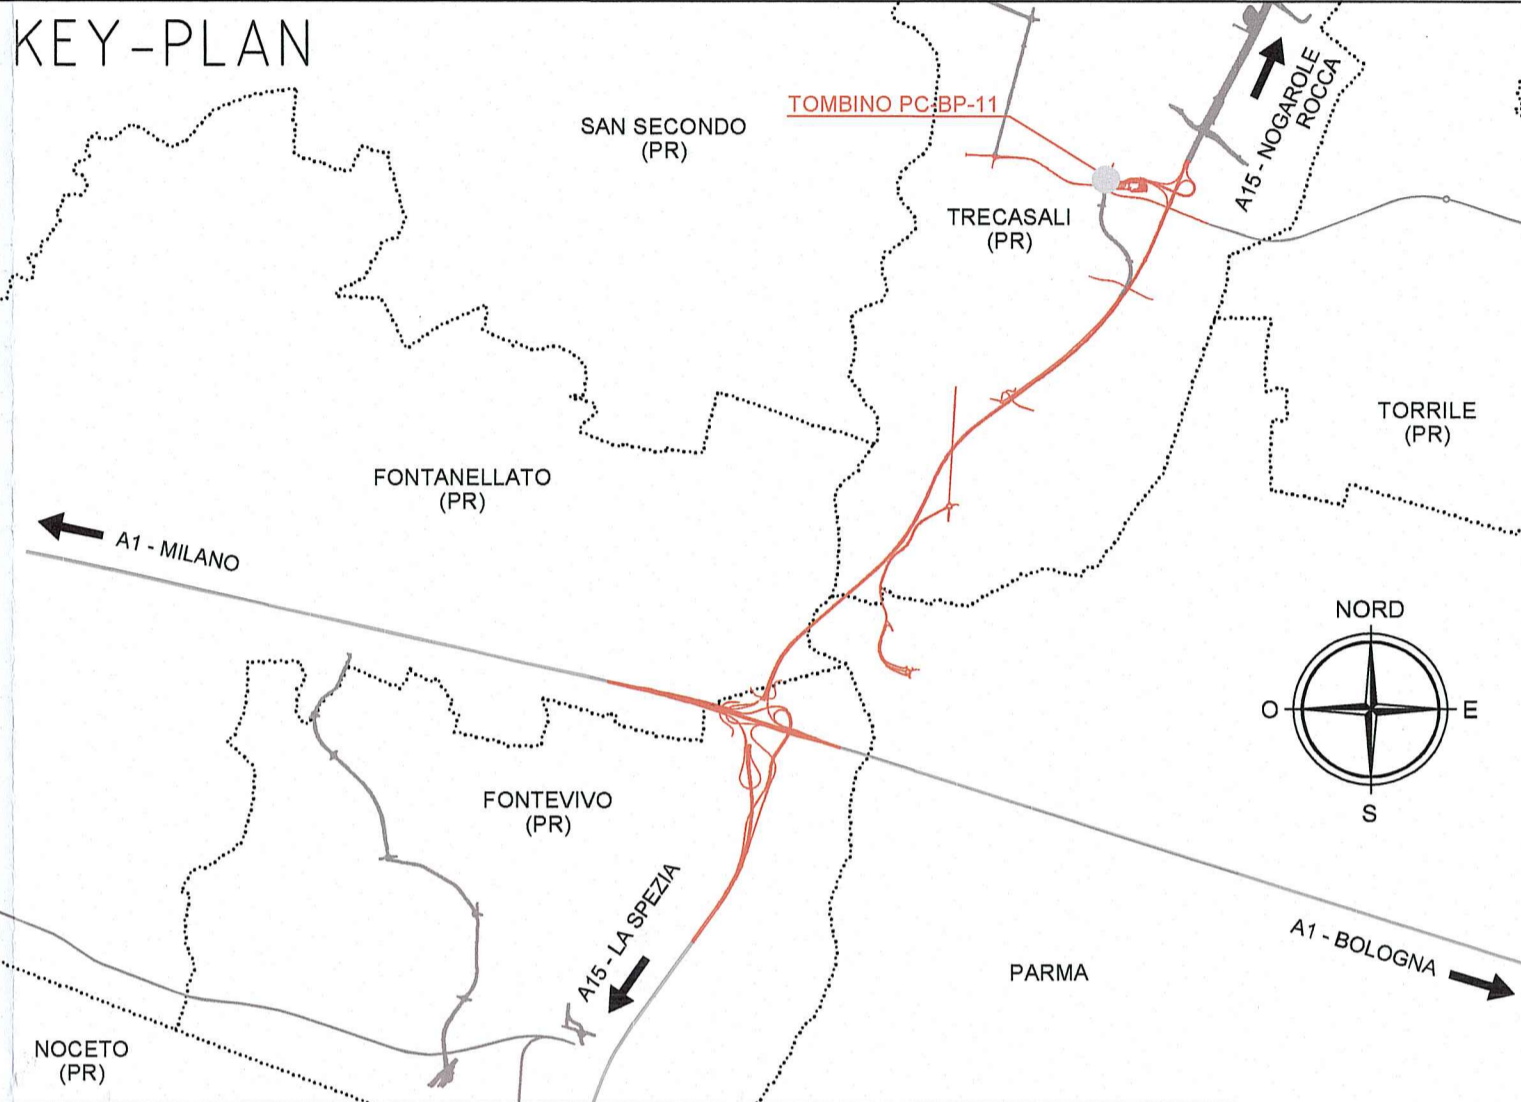 KEY-PLAN
SAN SECONDO
(PR)
TOMBINO PC-BP-11
A15 - NOGAROLE
ROCCA
TRECASALI
(PR)
TORRILE
(PR)
FONTANELLATO
(PR)
A1 - MILANO
NORD
O
E
S
FONTEVIVO
(PR)
A15 - LA SPEZIA
A1 - BOLOGNA
PARMA
NOCETO
(PR)